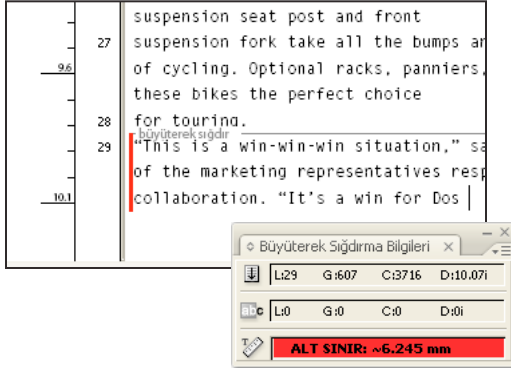 suspension seat post and front
27 suspension fork take all the bumps an
9.6 of cycling. Optional racks, panniers,
these bikes the perfect choice
28 for touring.
büyüterek sığdır
29 “This is a win-win-win situation,” sa
of the marketing representatives resp
10.1 collaboration. “It’s a win for Dos
Büyüterek Sığdırma Bilgileri
L:29 G:607 C:3716 D:10.07i
abc L:0 G:0 C:0 D:0i
T ALT SINIR: ~6.245 mm